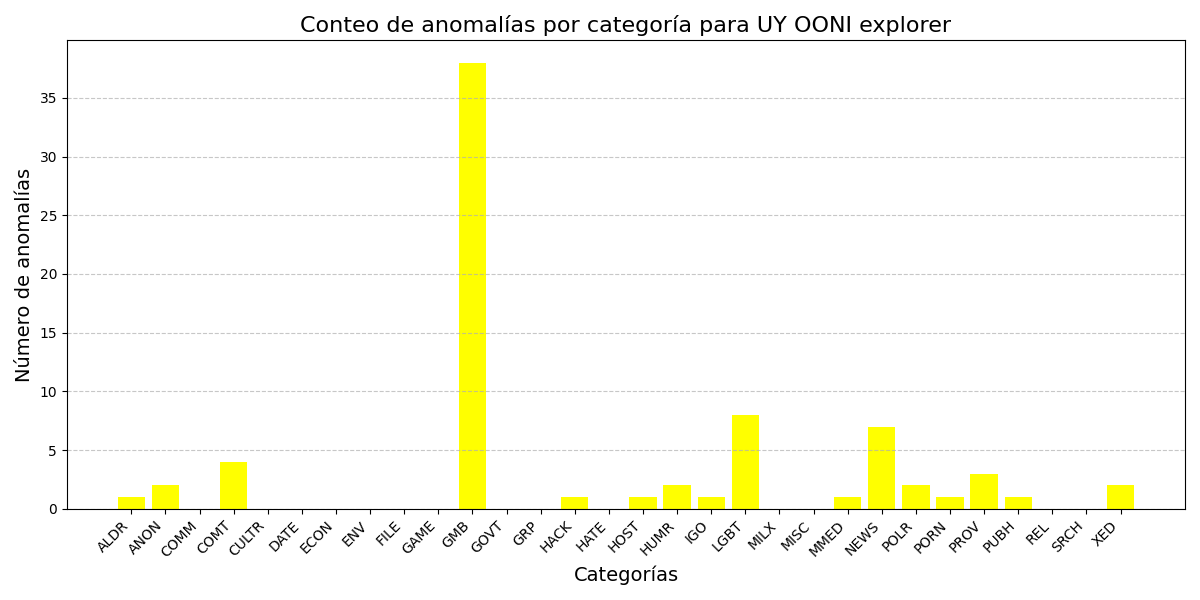 Conteo de anomalías por categoría para UY OONI explorer
Número de anomalías
35
30
25
20
15
10
5
0
ALDR
ANON
COMM
COMT
CULTR
DATE
ECON
ENV
FILE
GAME
GMB
GOVT
GRP
HACK
HATE
HOST
HUMR
IGO
LGBT
MILX
MISC
MMED
NEWS
POLR
PORN
PROV
PUBH
REL
SRCH
XED
Categorías